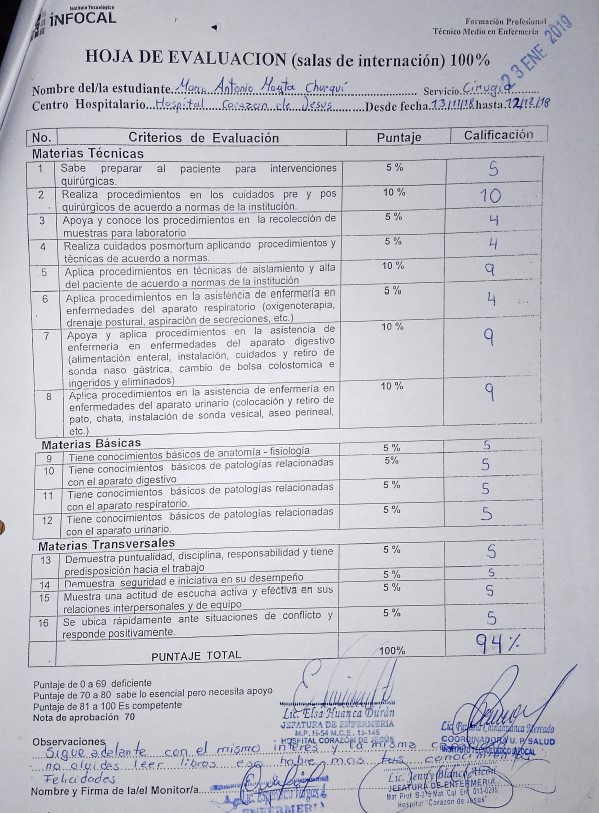 Instituto Tecnológico
INFOCAL
Formación Profesional
Técnico Medio en Enfermería
23 ENE 2019
HOJA DE EVALUACION (salas de internación) 100%
Nombre del/la estudiante. Antonio Mayta Servicio. Cirugía
Centro Hospitalario... Hospital Corazon de Jesus Desde fecha. 13/11/18 hasta 12/12/18
No. Criterios de Evaluación Puntaje Calificación
Materias Técnicas
1 Sabe preparar al paciente para intervenciones 5 % 5
quirúrgicas.
2 Realiza procedimientos en los cuidados pre y pos 10 % 10
quirúrgicos de acuerdo a normas de la institución.
3 Apoya y conoce los procedimientos en la recolección de 5 % 4
muestras para laboratorio
4 Realiza cuidados posmortum aplicando procedimientos y 5 % 4
técnicas de acuerdo a normas.
5 Aplica procedimientos en técnicas de aislamiento y alta 10 % 9
del paciente de acuerdo a normas de la institución
6 Aplica procedimientos en la asistencia de enfermería en 5 % 4
enfermedades del aparato respiratorio (oxigenoterapia,
drenaje postural, aspiración de secreciones, etc.)
7 Apoya y aplica procedimientos en la asistencia de 10 % 9
enfermería en enfermedades del aparato digestivo
(alimentación enteral, instalación, cuidados y retiro de
sonda naso gástrica, cambio de bolsa colostomica e
ingeridos y eliminados)
8 Aplica procedimientos en la asistencia de enfermería en 10 % 9
enfermedades del aparato urinario (colocación y retiro de
pato, chata, instalación de sonda vesical, aseo perineal,
etc.)
Materias Básicas
9 Tiene conocimientos básicos de anatomía - fisiología 5 % 5
10 Tiene conocimientos básicos de patologías relacionadas 5% 5
con el aparato digestivo
11 Tiene conocimientos básicos de patologías relacionadas 5 % 5
con el aparato respiratorio.
12 Tiene conocimientos básicos de patologías relacionadas 5 % 5
con el aparato urinario.
Materias Transversales
13 Demuestra puntualidad, disciplina, responsabilidad y tiene 5 % 5
predisposición hacia el trabajo
14 Demuestra seguridad e iniciativa en su desempeño 5 % 5
15 Muestra una actitud de escucha activa y efectiva en sus 5 % 5
relaciones interpersonales y de equipo
16 Se ubica rápidamente ante situaciones de conflicto y 5 % 5
responde positivamente.
PUNTAJE TOTAL 100% 94%
Puntaje de 0 a 69 deficiente
Puntaje de 70 a 80 sabe lo esencial pero necesita apoyo
Puntaje de 81 a 100 Es competente
Nota de aprobación 70
Lic. Elsa Huanca Durán
JEFATURA DE ENFERMERIA
M.P. H-54 M.C.E. 13-145
HOSPITAL CORAZÓN DE JESÚS
Lic. Mercado
COORDINADORA U.P. SALUD
INSTITUTO TECNOLÓGICO INFOCAL
Observaciones
Sigue adelante con el mismo interes y la misma
no olvides leer libros eso habre mas tus conocimientos
Felicidades
Nombre y Firma de la/el Monitor/a
ENFERMERIA
Lic. Jenny Blanco Alcón
JEFATURA DE ENFERMERIA
Hospital "Corazón de Jesús"